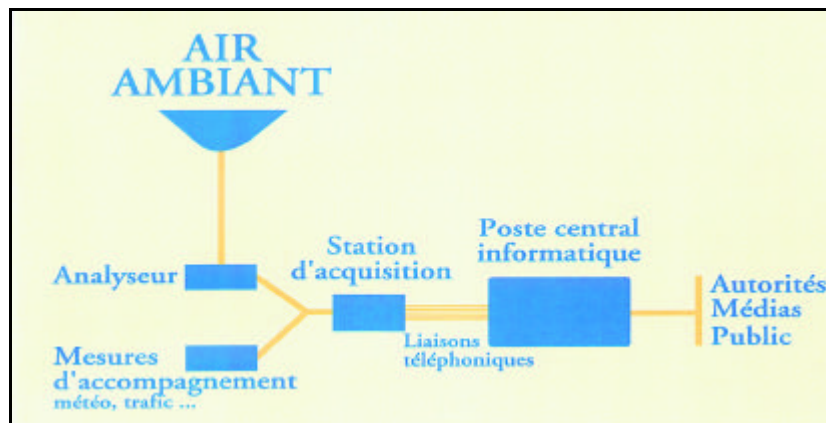 AIR
AMBIANT
Analyseur
Station
d'acquisition
Poste central
informatique
Autorités
Médias
Public
Liaisons
téléphoniques
Mesures
d'accompagnement
météo, trafic ...